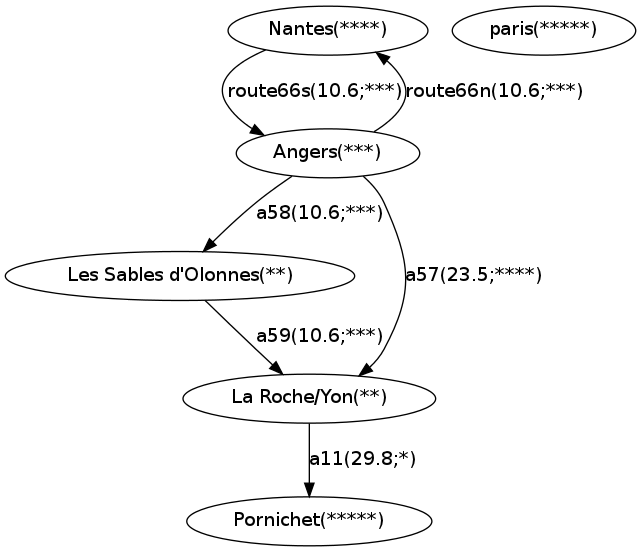 Nantes(****)
paris(*****)
route66s(10.6;***)
route66n(10.6;***)
Angers(***)
a58(10.6;***)
Les Sables d'Olonnes(**)
a57(23.5;****)
a59(10.6;***)
La Roche/Yon(**)
a11(29.8;*)
Pornichet(*****)